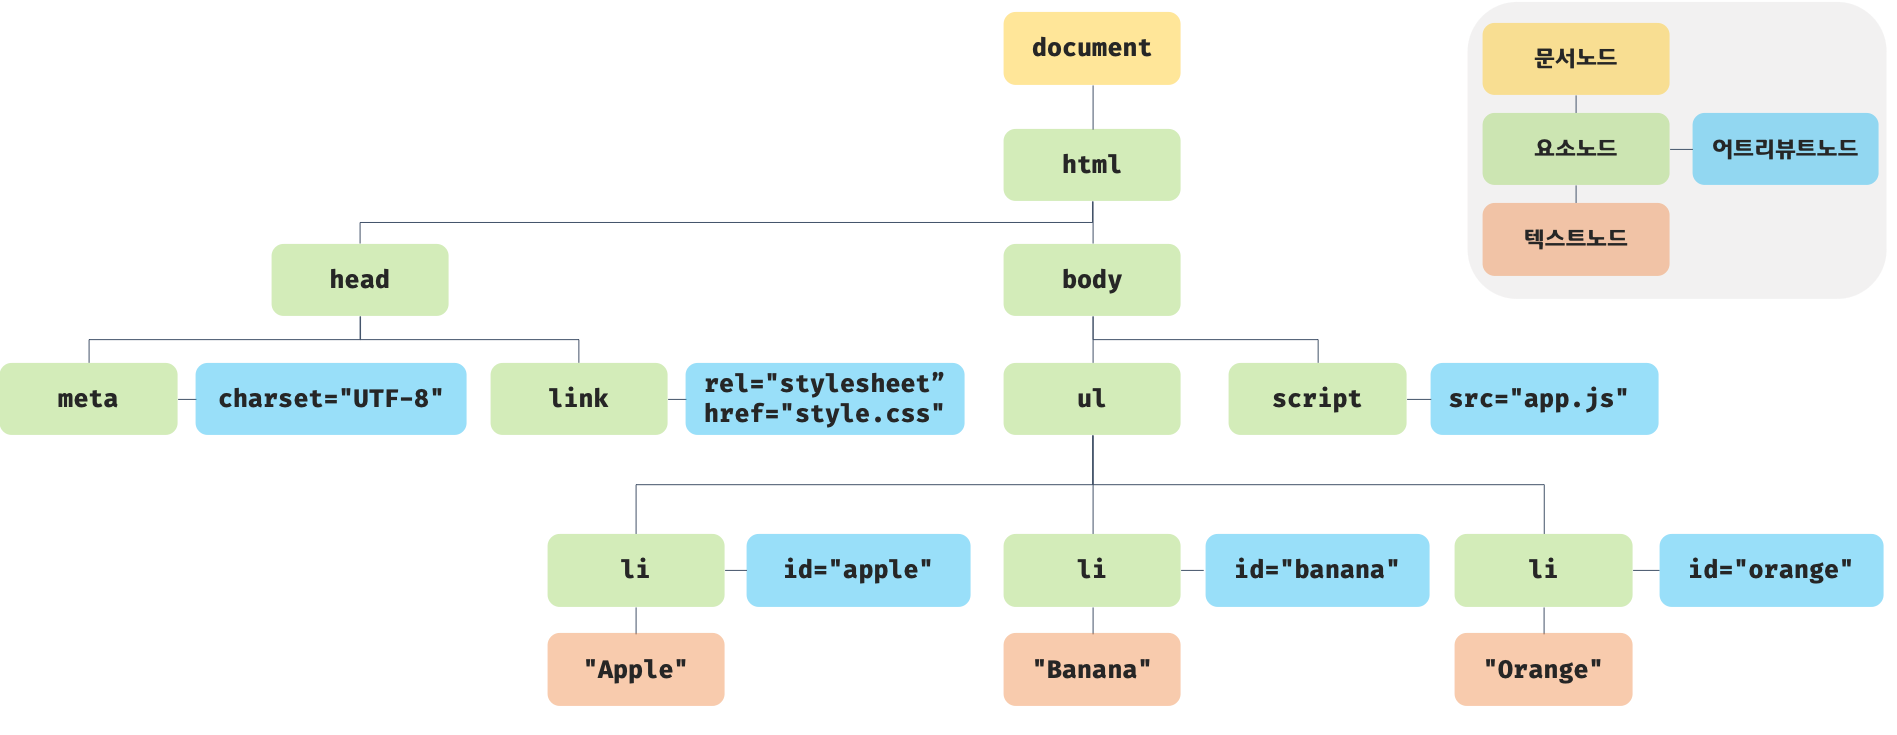 document
문서노드
html
요소노드
어트리뷰트노드
텍스트노드
head
body
meta
charset="UTF-8"
link
rel="stylesheet”
href="style.css"
ul
script
src="app.js"
li
id="apple"
li
id="banana"
li
id="orange"
"Apple"
"Banana"
"Orange"